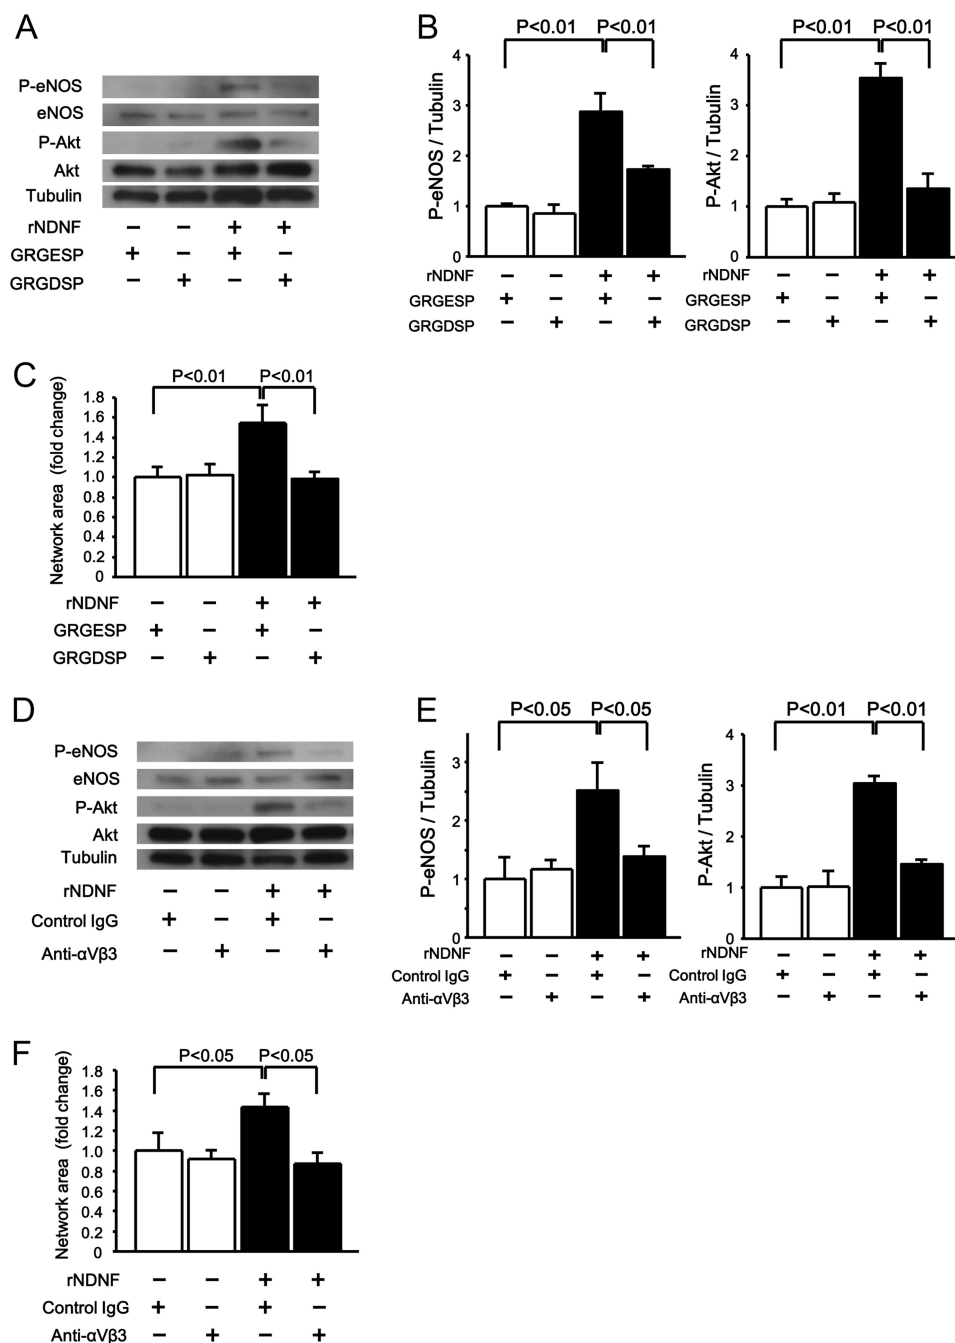 A
P-eNOS
eNOS
P-Akt
Akt
Tubulin
rNDNF − − + +
GRGESP + − + −
GRGDSP − + − +
B
P<0.01 P<0.01
P-eNOS / Tubulin
4
3
2
1
0
rNDNF − − + +
GRGESP + − + −
GRGDSP − + − +
P<0.01 P<0.01
P-Akt / Tubulin
4
3
2
1
0
rNDNF − − + +
GRGESP + − + −
GRGDSP − + − +
C
P<0.01 P<0.01
Network area (fold change)
1.8
1.6
1.4
1.2
1.0
0.8
0.6
0.4
0.2
0
rNDNF − − + +
GRGESP + − + −
GRGDSP − + − +
D
P-eNOS
eNOS
P-Akt
Akt
Tubulin
rNDNF − − + +
Control IgG + − + −
Anti-αVβ3 − + − +
E
P<0.05 P<0.05
P-eNOS / Tubulin
3
2
1
0
rNDNF − − + +
Control IgG + − + −
Anti-αVβ3 − + − +
P<0.01 P<0.01
P-Akt / Tubulin
4
3
2
1
0
rNDNF − − + +
Control IgG + − + −
Anti-αVβ3 − + − +
F
P<0.05 P<0.05
Network area (fold change)
1.8
1.6
1.4
1.2
1.0
0.8
0.6
0.4
0.2
0
rNDNF − − + +
Control IgG + − + −
Anti-αVβ3 − + − +